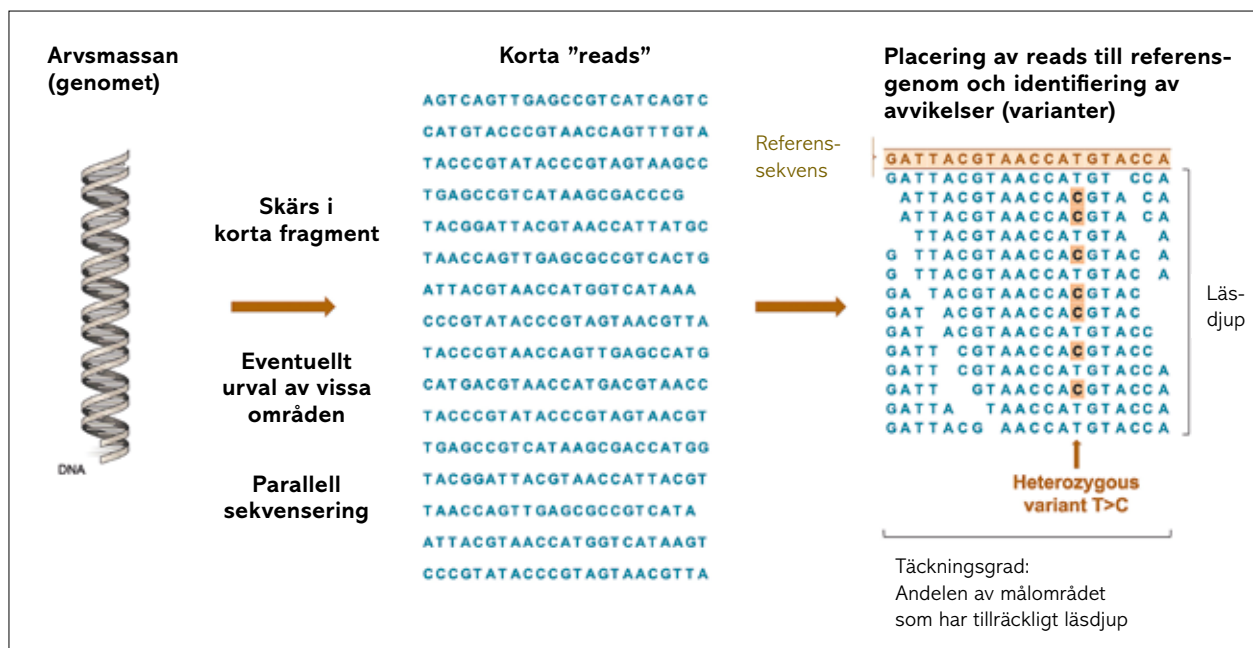 Arvsmassan
(genomet)
DNA
Skärs i
korta fragment
Eventuellt
urval av vissa
områden
Parallell
sekvensering
Korta ”reads”
AGTCAGTTGAGCCGTCATCAGTC
CATGTACCCGTAACCAGTTTGTA
TACCCGTATACCCGTAGTAAGCC
TGAGCCGTCATAAGCGACCCG
TACGGATTACGTAACCATTATGC
TAACCAGTTGAGCGCCGTCACTG
ATTACGTAACCATGGTCATAAA
CCCGTATACCCGTAGTAACGTTA
TACCCGTAACCAGTTGAGCCATG
CATGACGTAACCATGACGTAACC
TACCCGTATACCCGTAGTAACGT
TGAGCCGTCATAAGCGACCATGG
TACGGATTACGTAACCATTACGT
TAACCAGTTGAGCGCCGTCATA
ATTACGTAACCATGGTCATAAGT
CCCGTATACCCGTAGTAACGTTA
Placering av reads till referens-
genom och identifiering av
avvikelser (varianter)
Referens-
sekvens
GATTACGTAACCATGTACCA
GATTACGTAACCATGT CCA
ATTACGTAACCACGTA CA
ATTACGTAACCACGTA CA
TTACGTAACCATGTA A
G TTACGTAACCACGTAC A
G TTACGTAACCATGTAC A
GA TACGTAACCACGTAC
GAT ACGTAACCACGTAC
GAT ACGTAACCATGTACC
GATT CGTAACCACGTACC
GATT CGTAACCATGTACCA
GATT GTAACCACGTACCA
GATTA TAACCATGTACCA
GATTACG AACCATGTACCA
Läs-
djup
Heterozygous
variant T>C
Täckningsgrad:
Andelen av målområdet
som har tillräckligt läsdjup